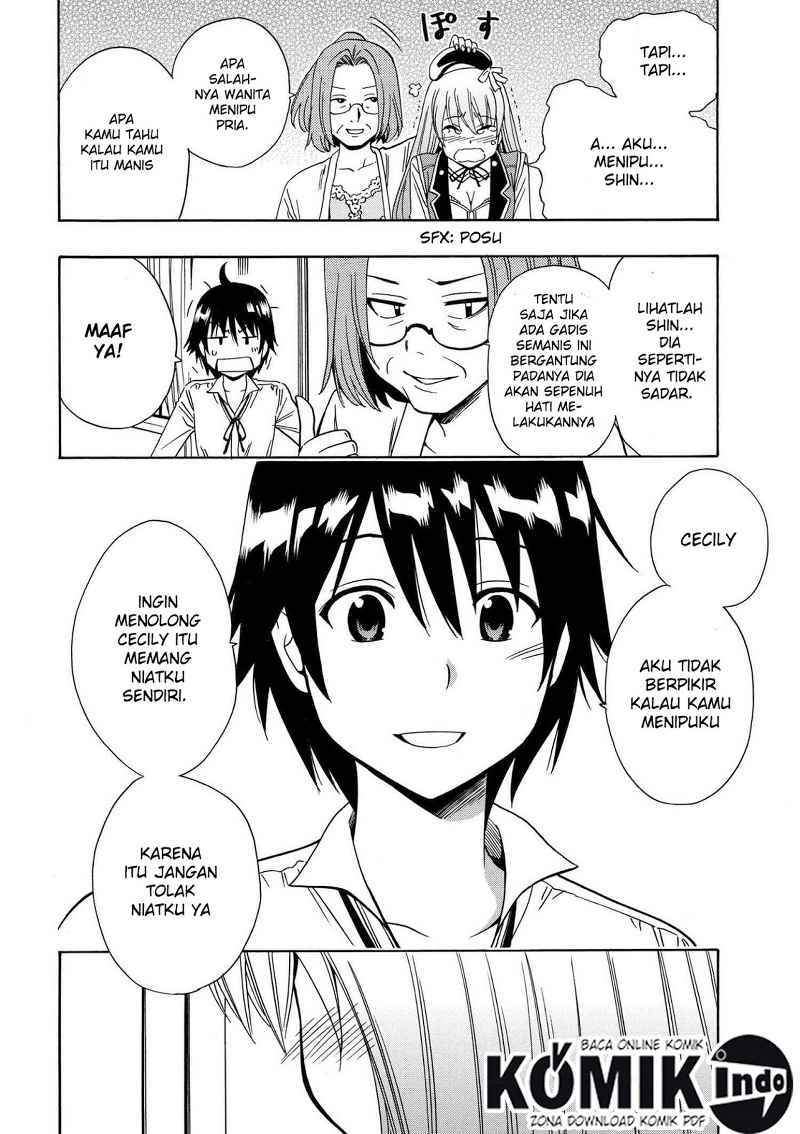 TAPI...
TAPI...
A... AKU...
MENIPU...
SHIN...
ぽす
APA
SALAH-
NYA WANITA
MENIPU
PRIA.
APA
KAMU TAHU
KALAU KAMU
ITU MANIS
SFX: POSU
LIHATLAH
SHIN...
DIA
SEPERTI-
NYA TIDAK
SADAR.
TENTU
SAJA JIKA
ADA GADIS
SEMANIS INI
BERGANTUNG
PADANYA DIA
AKAN SEPENUH
HATI ME-
LAKUKANNYA
MAAF
YA!
CECILY
AKU TIDAK
BERPIKIR
KALAU KAMU
MENIPUKU
INGIN
MENOLONG
CECILY ITU
MEMANG
NIATKU
SENDIRI.
KARENA
ITU JANGAN
TOLAK
NIATKU YA
BACA ONLINE KOMIK
KOMIK indo
ZONA DOWNLOAD KOMIK PDF